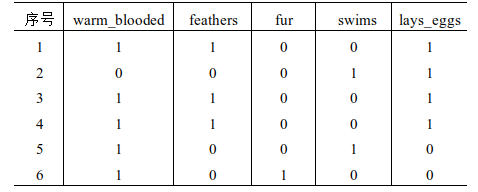 序号 warm_blooded feathers fur swims lays_eggs
1 1 1 0 0 1
2 0 0 0 1 1
3 1 1 0 0 1
4 1 1 0 0 1
5 1 0 0 1 0
6 1 0 1 0 0